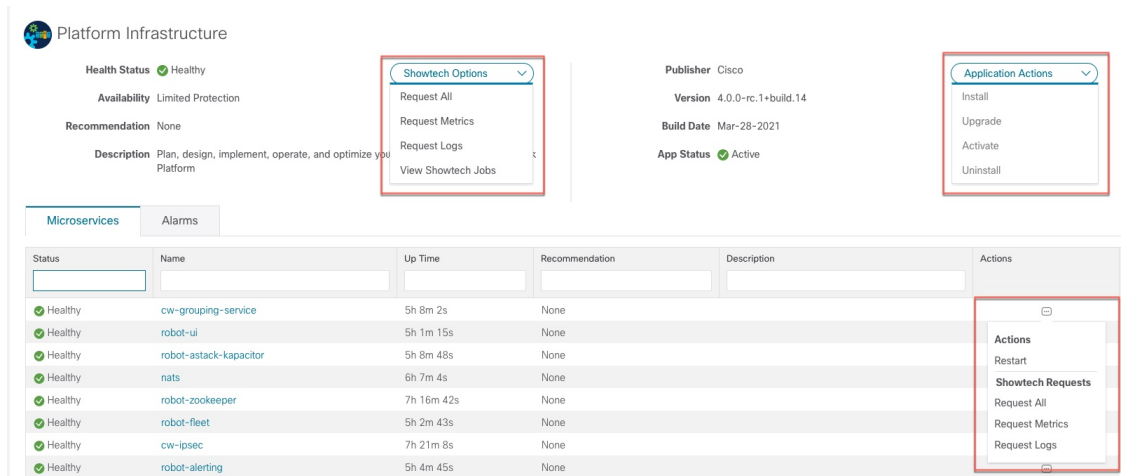 Platform Infrastructure
Health Status Healthy
Availability Limited Protection
Recommendation None
Description Plan, design, implement, operate, and optimize you
Platform
Showtech Options
Request All
Request Metrics
Request Logs
View Showtech Jobs
k
Publisher Cisco
Version 4.0.0-rc.1+build.14
Build Date Mar-28-2021
App Status Active
Application Actions
Install
Upgrade
Activate
Uninstall
Microservices Alarms
Status Name Up Time Recommendation Description Actions
Healthy cw-grouping-service 5h 8m 2s None
Healthy robot-ui 5h 1m 15s None
Healthy robot-astack-kapacitor 5h 8m 48s None
Healthy nats 6h 7m 4s None
Healthy robot-zookeeper 7h 16m 42s None
Healthy robot-fleet 5h 2m 43s None
Healthy cw-ipsec 7h 21m 8s None
Healthy robot-alerting 5h 4m 45s None
Actions
Restart
Showtech Requests
Request All
Request Metrics
Request Logs